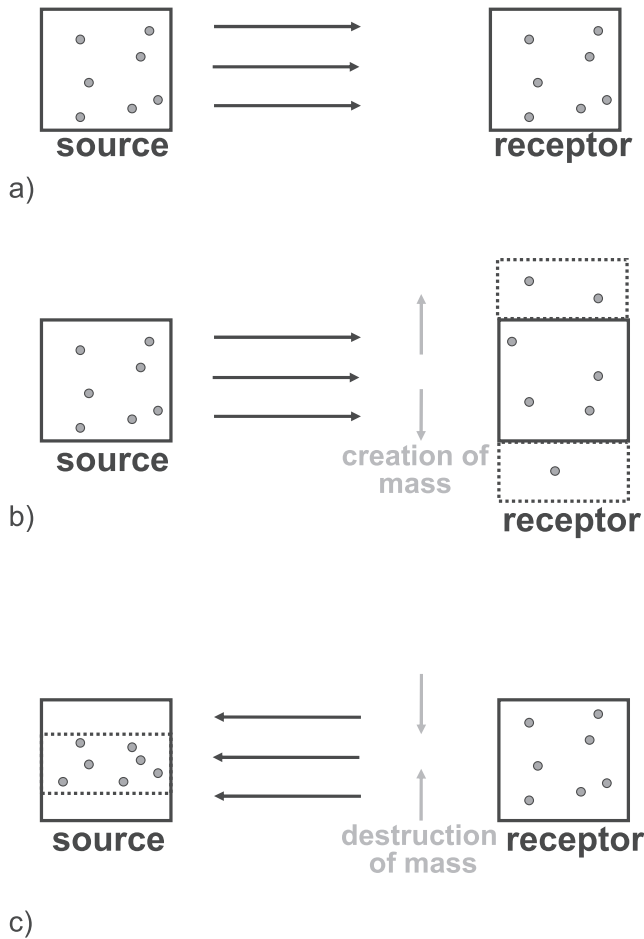 source
receptor
a)
source
creation of
mass
receptor
b)
source
destruction
of mass
receptor
c)